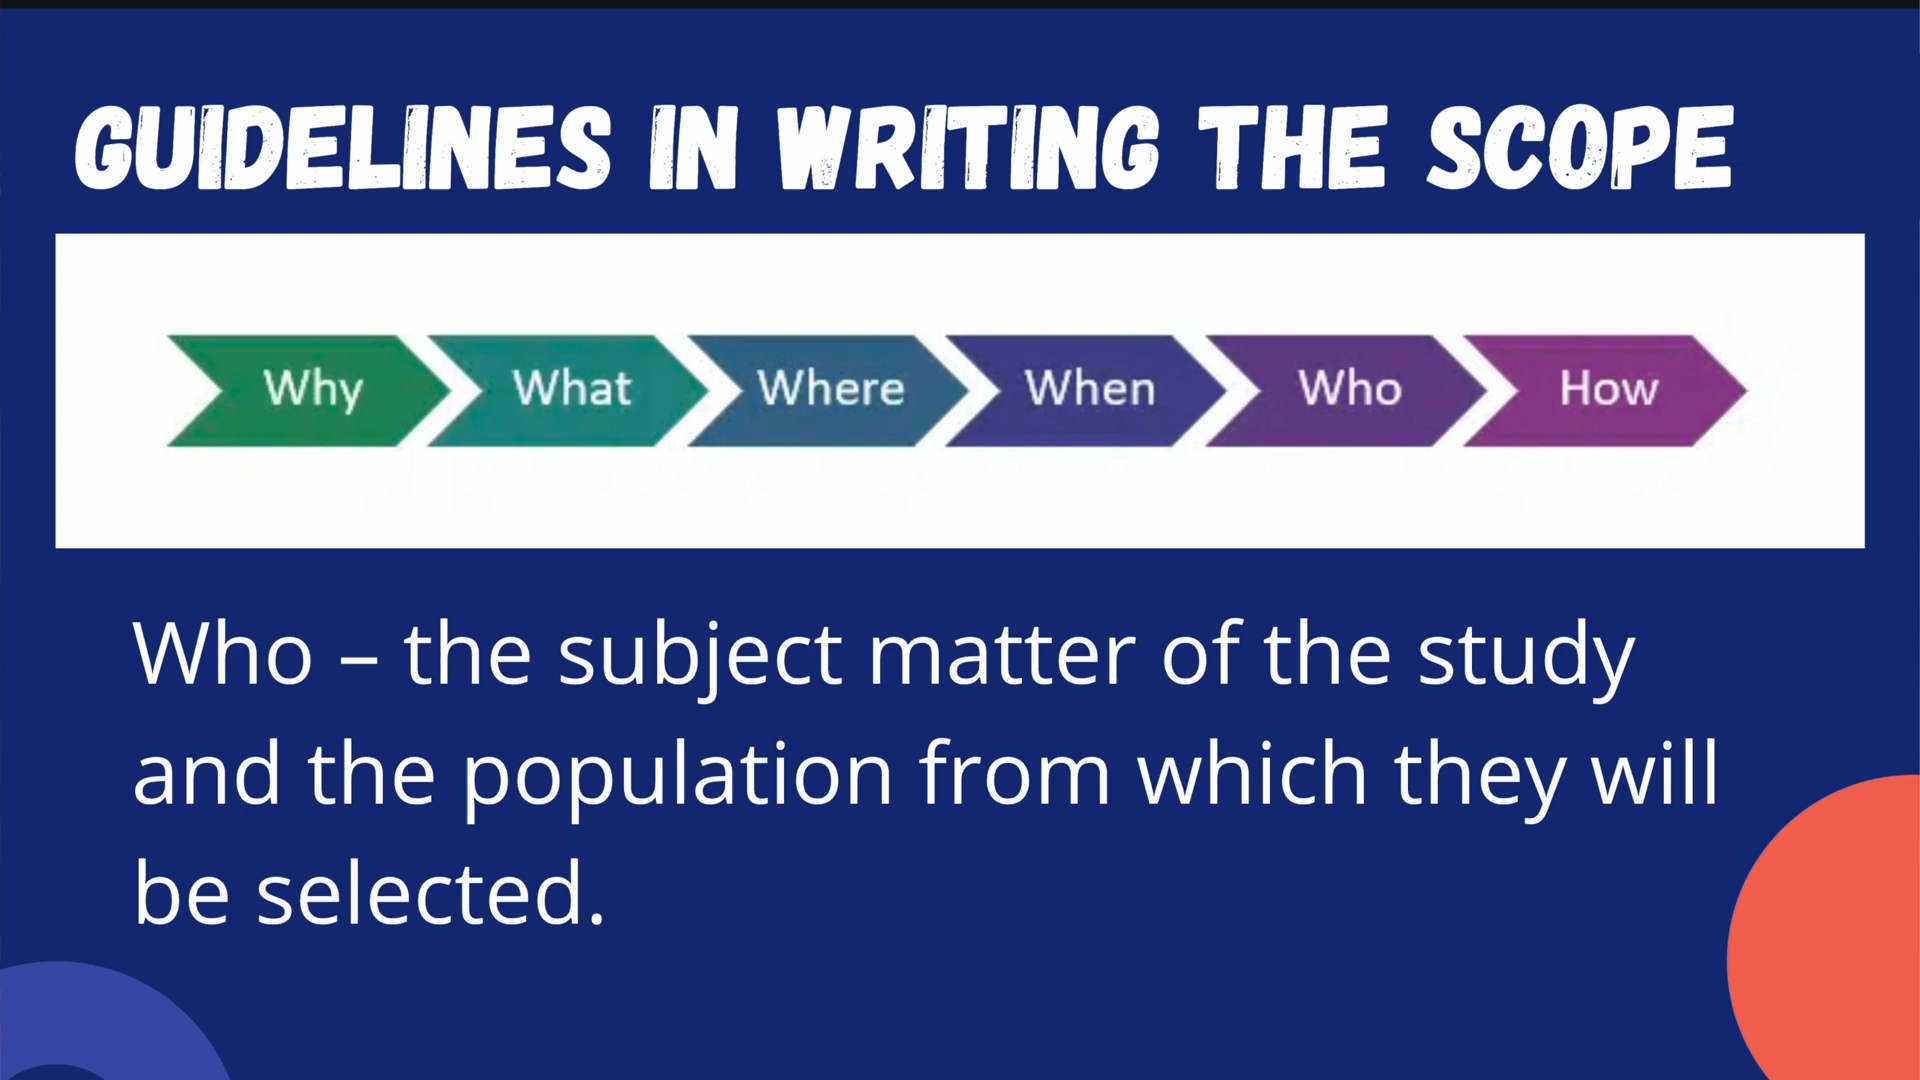 GUIDELINES IN WRITING THE SCOPE
Why What Where When Who How
Who – the subject matter of the study
and the population from which they will
be selected.